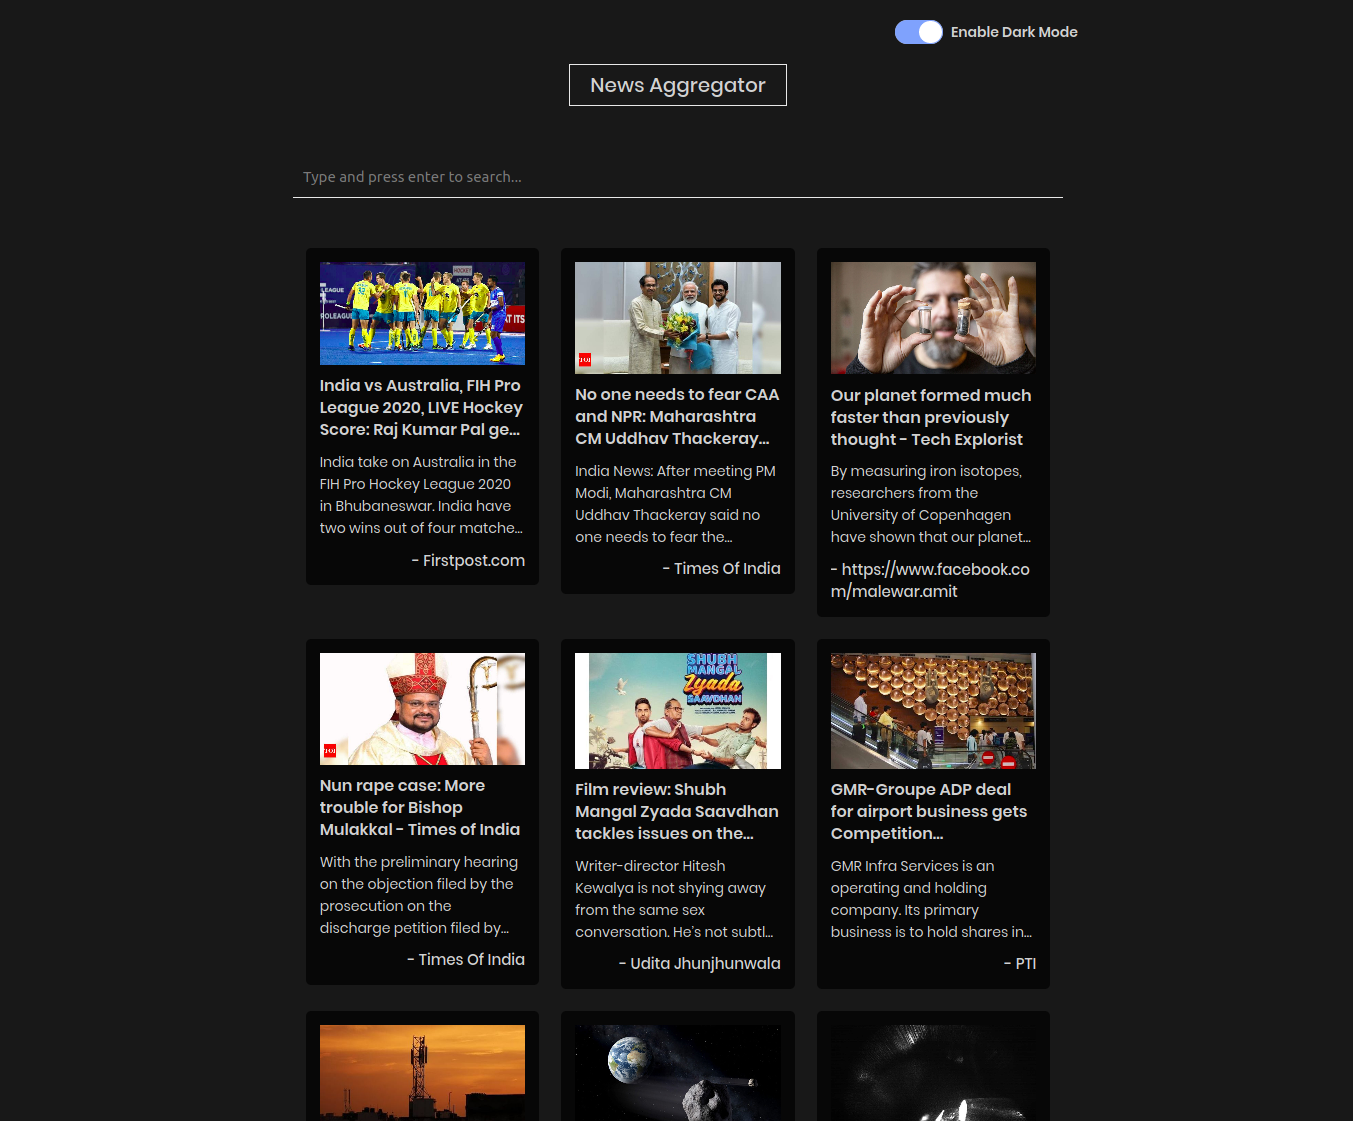 Enable Dark Mode
News Aggregator
Type and press enter to search...
HOCKEY
LEAGUE
PROLEAGUE
India vs Australia, FIH Pro
League 2020, LIVE Hockey
Score: Raj Kumar Pal ge...
India take on Australia in the
FIH Pro Hockey League 2020
in Bhubaneswar. India have
two wins out of four matche...
- Firstpost.com
TOI
No one needs to fear CAA
and NPR: Maharashtra
CM Uddhav Thackeray...
India News: After meeting PM
Modi, Maharashtra CM
Uddhav Thackeray said no
one needs to fear the...
- Times Of India
Our planet formed much
faster than previously
thought - Tech Explorist
By measuring iron isotopes,
researchers from the
University of Copenhagen
have shown that our planet...
- https://www.facebook.co
m/malewar.amit
TOI
Nun rape case: More
trouble for Bishop
Mulakkal - Times of India
With the preliminary hearing
on the objection filed by the
prosecution on the
discharge petition filed by...
- Times Of India
SHUBH
MANGAL
Zyada
SAAVDHAN
Film review: Shubh
Mangal Zyada Saavdhan
tackles issues on the...
Writer-director Hitesh
Kewalya is not shying away
from the same sex
conversation. He's not subtl...
- Udita Jhunjhunwala
GMR-Groupe ADP deal
for airport business gets
Competition...
GMR Infra Services is an
operating and holding
company. Its primary
business is to hold shares in...
- PTI